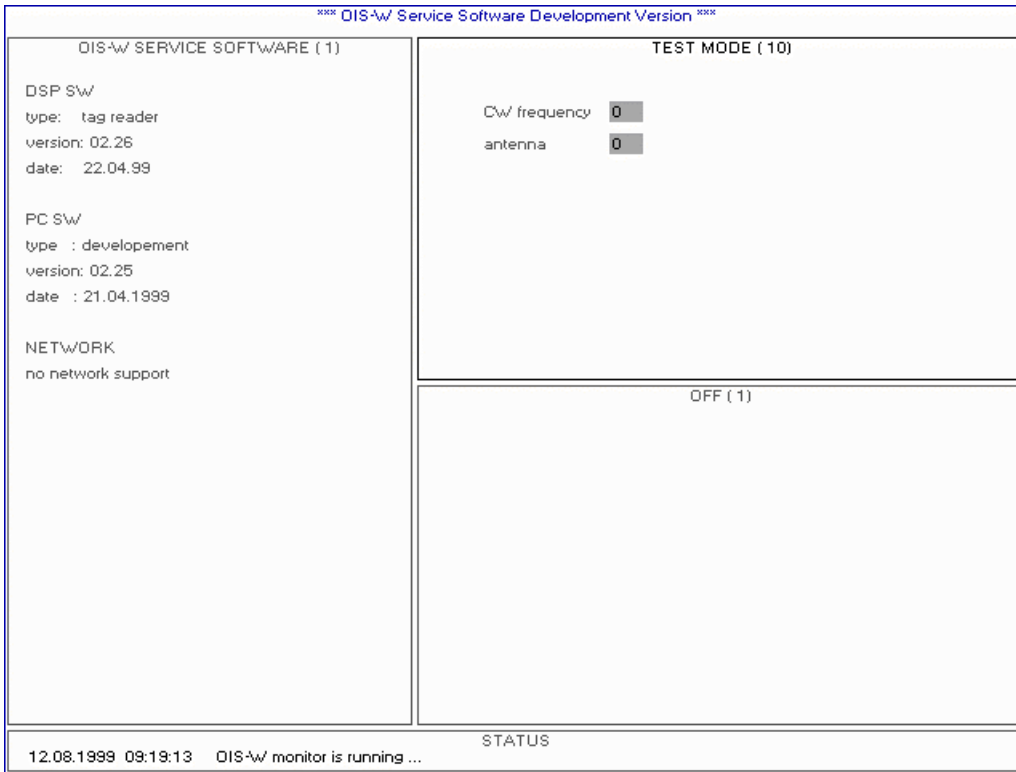 *** OIS-W Service Software Development Version ***
OIS-W SERVICE SOFTWARE ( 1 )
DSP SW
type: tag reader
version: 02.26
date: 22.04.99
PC SW
type : developement
version: 02.25
date : 21.04.1999
NETWORK
no network support
TEST MODE ( 10 )
CW frequency 0
antenna 0
OFF ( 1 )
STATUS
12.08.1999 09:19:13 OIS-W monitor is running ...